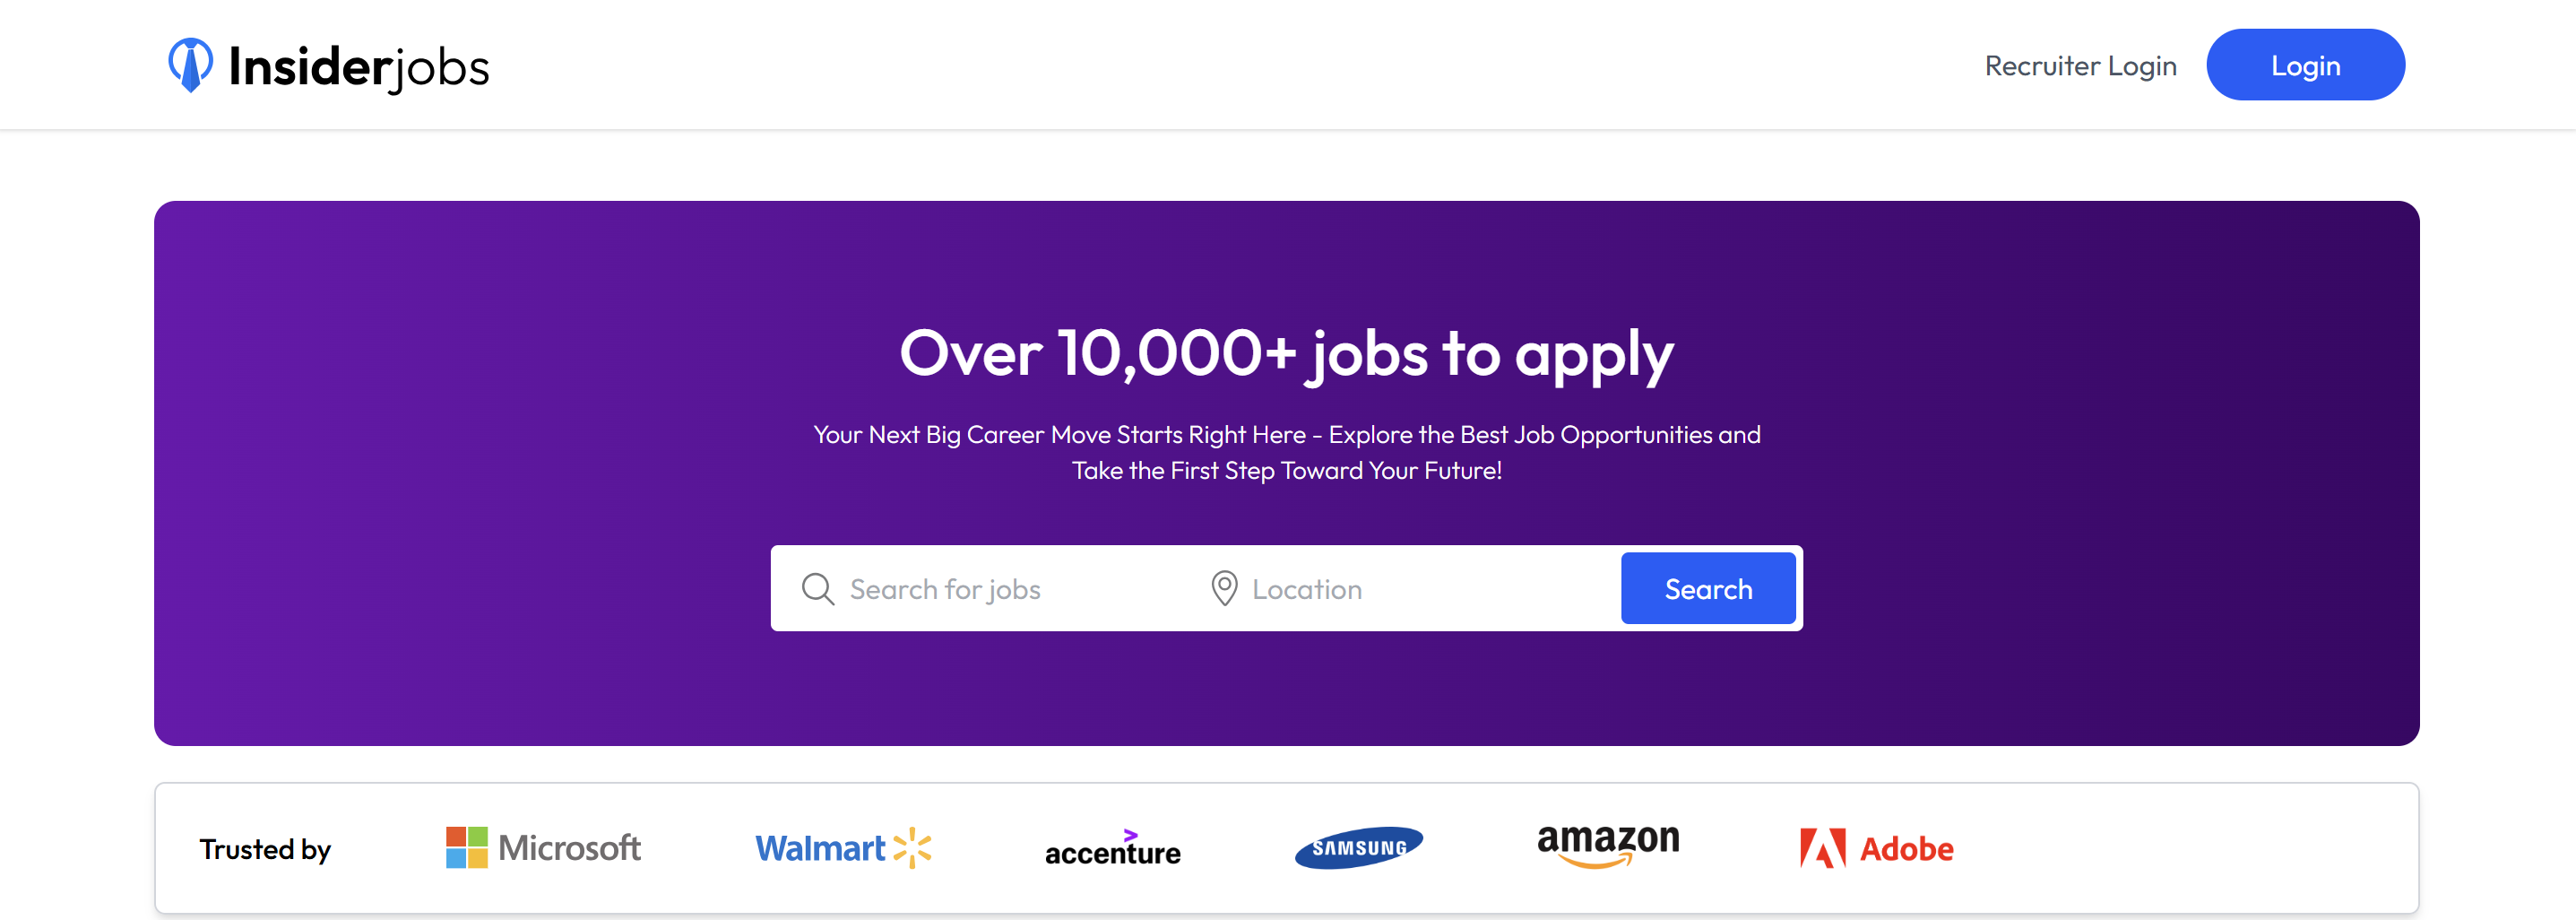 Insiderjobs
Recruiter Login
Login
Over 10,000+ jobs to apply
Your Next Big Career Move Starts Right Here - Explore the Best Job Opportunities and
Take the First Step Toward Your Future!
Search for jobs
Location
Search
Trusted by
Microsoft
Walmart
accenture
SAMSUNG
amazon
Adobe